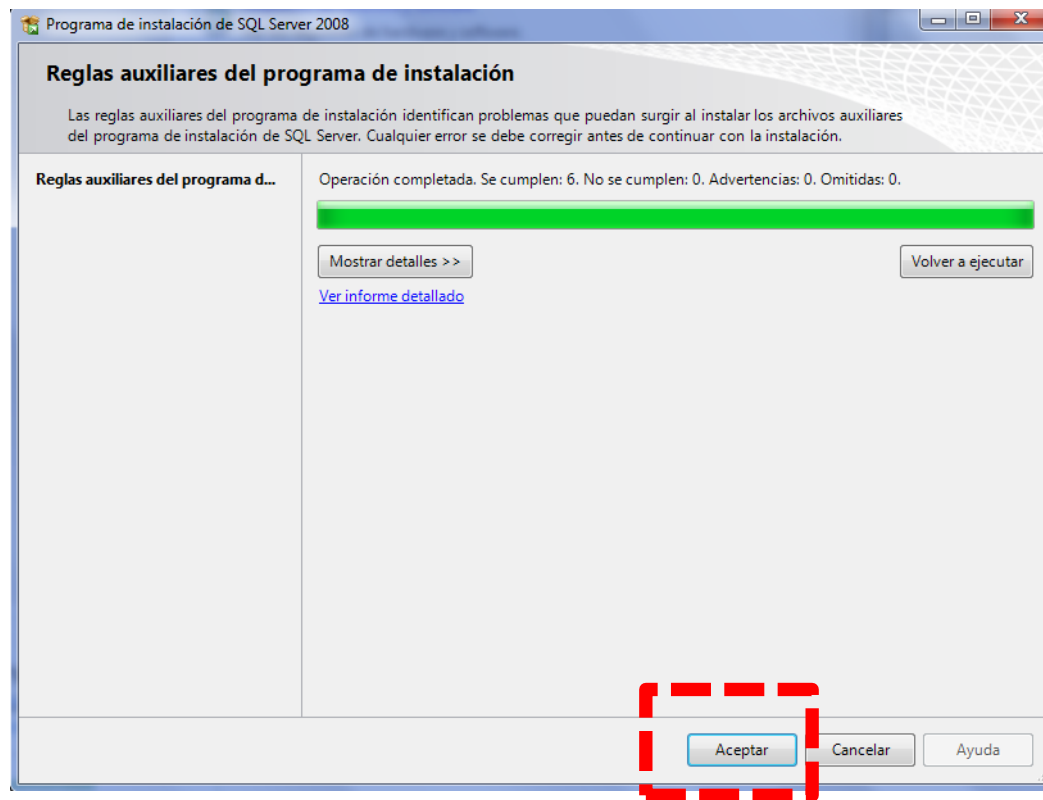 Programa de instalación de SQL Server 2008
Reglas auxiliares del programa de instalación
Las reglas auxiliares del programa de instalación identifican problemas que puedan surgir al instalar los archivos auxiliares
del programa de instalación de SQL Server. Cualquier error se debe corregir antes de continuar con la instalación.
Reglas auxiliares del programa d...
Operación completada. Se cumplen: 6. No se cumplen: 0. Advertencias: 0. Omitidas: 0.
Mostrar detalles >>
Volver a ejecutar
Ver informe detallado
Aceptar
Cancelar
Ayuda